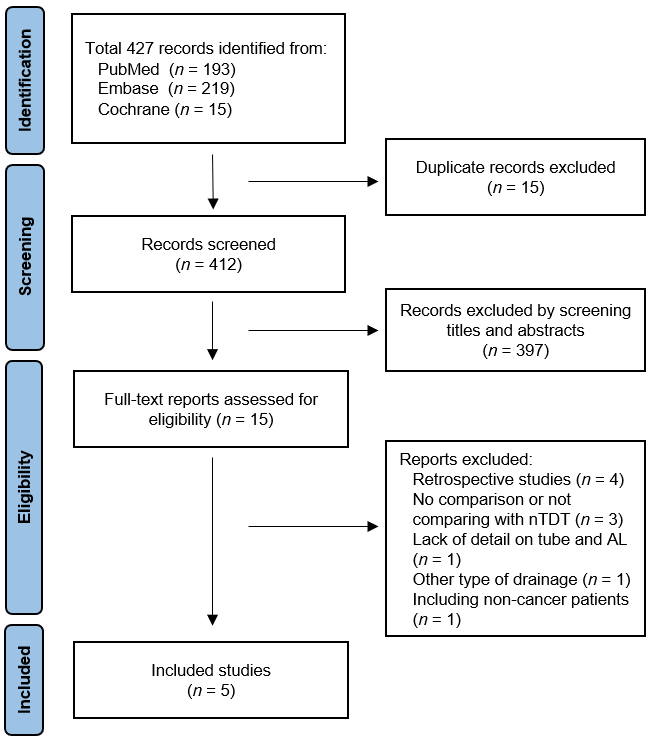 Identification
Total 427 records identified from:
PubMed (n = 193)
Embase (n = 219)
Cochrane (n = 15)
Duplicate records excluded
(n = 15)
Screening
Records screened
(n = 412)
Records excluded by screening
titles and abstracts
(n = 397)
Eligibility
Full-text reports assessed for
eligibility (n = 15)
Reports excluded:
Retrospective studies (n = 4)
No comparison or not
comparing with nTDT (n = 3)
Lack of detail on tube and AL
(n = 1)
Other type of drainage (n = 1)
Including non-cancer patients
(n = 1)
Included
Included studies
(n = 5)